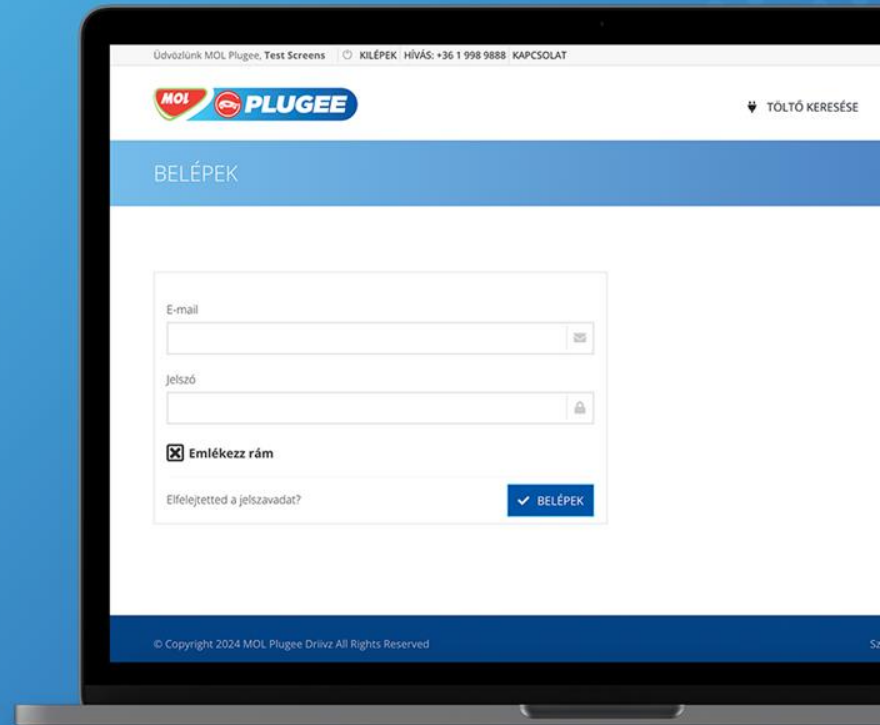 Üdvözlünk MOL Plugee, Test Screens KILÉPEK HÍVÁS: +36 1 998 9888 KAPCSOLAT
MOL PLUGEE
TÖLTŐ KERESÉSE
BELÉPEK
E-mail
Jelszó
Emlékezz rám
Elfelejtetted a jelszavadat?
BELÉPEK
© Copyright 2024 MOL Plugee Driivz All Rights Reserved